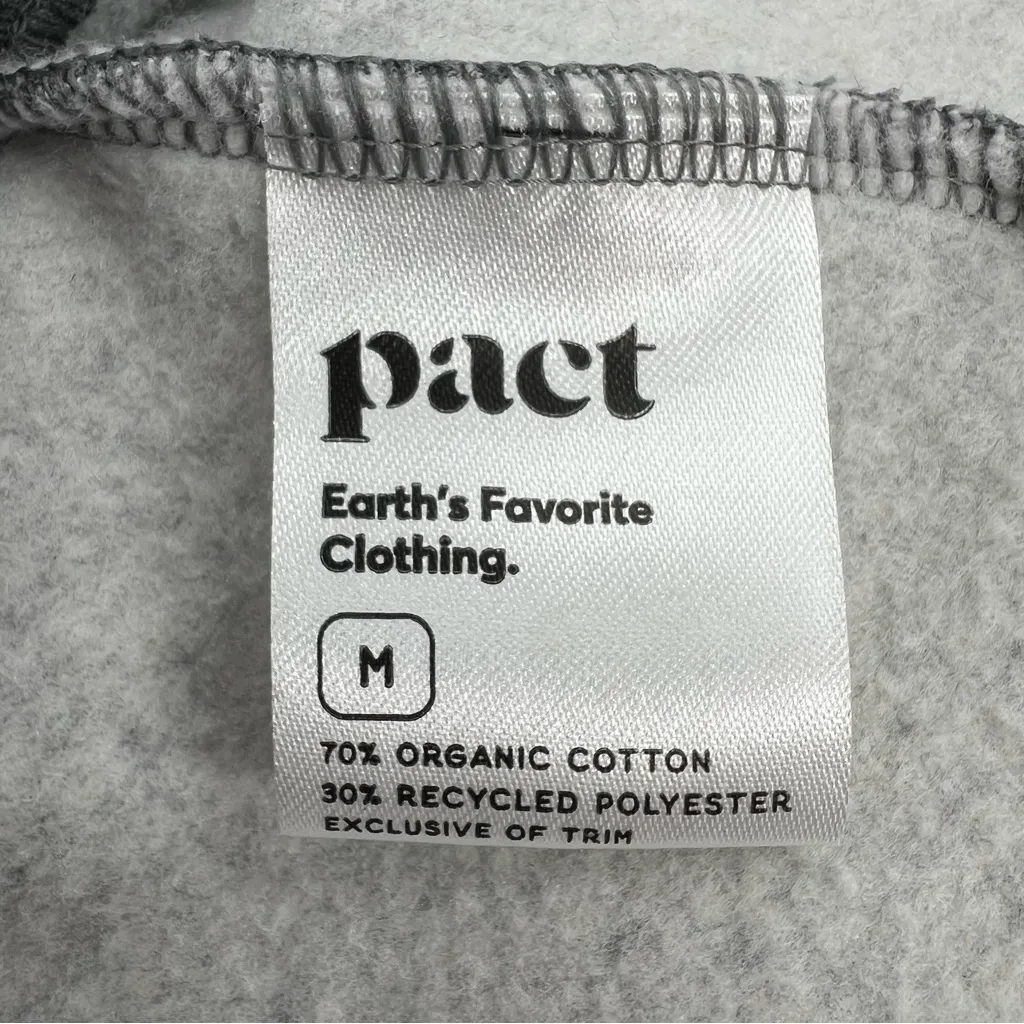 pact
Earth's Favorite
Clothing.
M
70% ORGANIC COTTON
30% RECYCLED POLYESTER
EXCLUSIVE OF TRIM